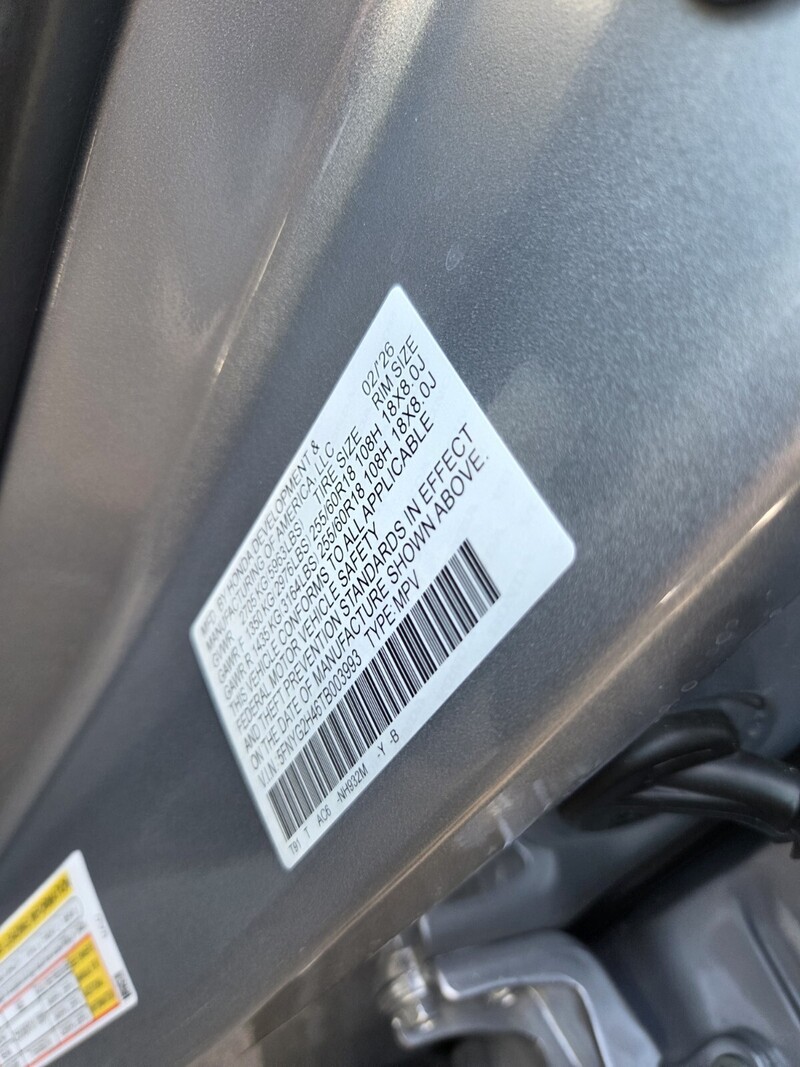 MFD. BY HONDA DEVELOPMENT & 02/'26
MANUFACTURING OF AMERICA, LLC
TIRE SIZE RIM SIZE
GVWR 2705 KG 5963LBS
GAWR F 1350 KG 2976LBS 255/60R18 108H 18X8.0J
GAWR R 1435 KG 3164LBS 255/60R18 108H 18X8.0J
THIS VEHICLE CONFORMS TO ALL APPLICABLE
FEDERAL MOTOR VEHICLE SAFETY
AND THEFT PREVENTION STANDARDS IN EFFECT
ON THE DATE OF MANUFACTURE SHOWN ABOVE.
V.I.N. :5FNYG2H46TB003993 TYPE:MPV
T91 T AC6 -NH932M -Y -B